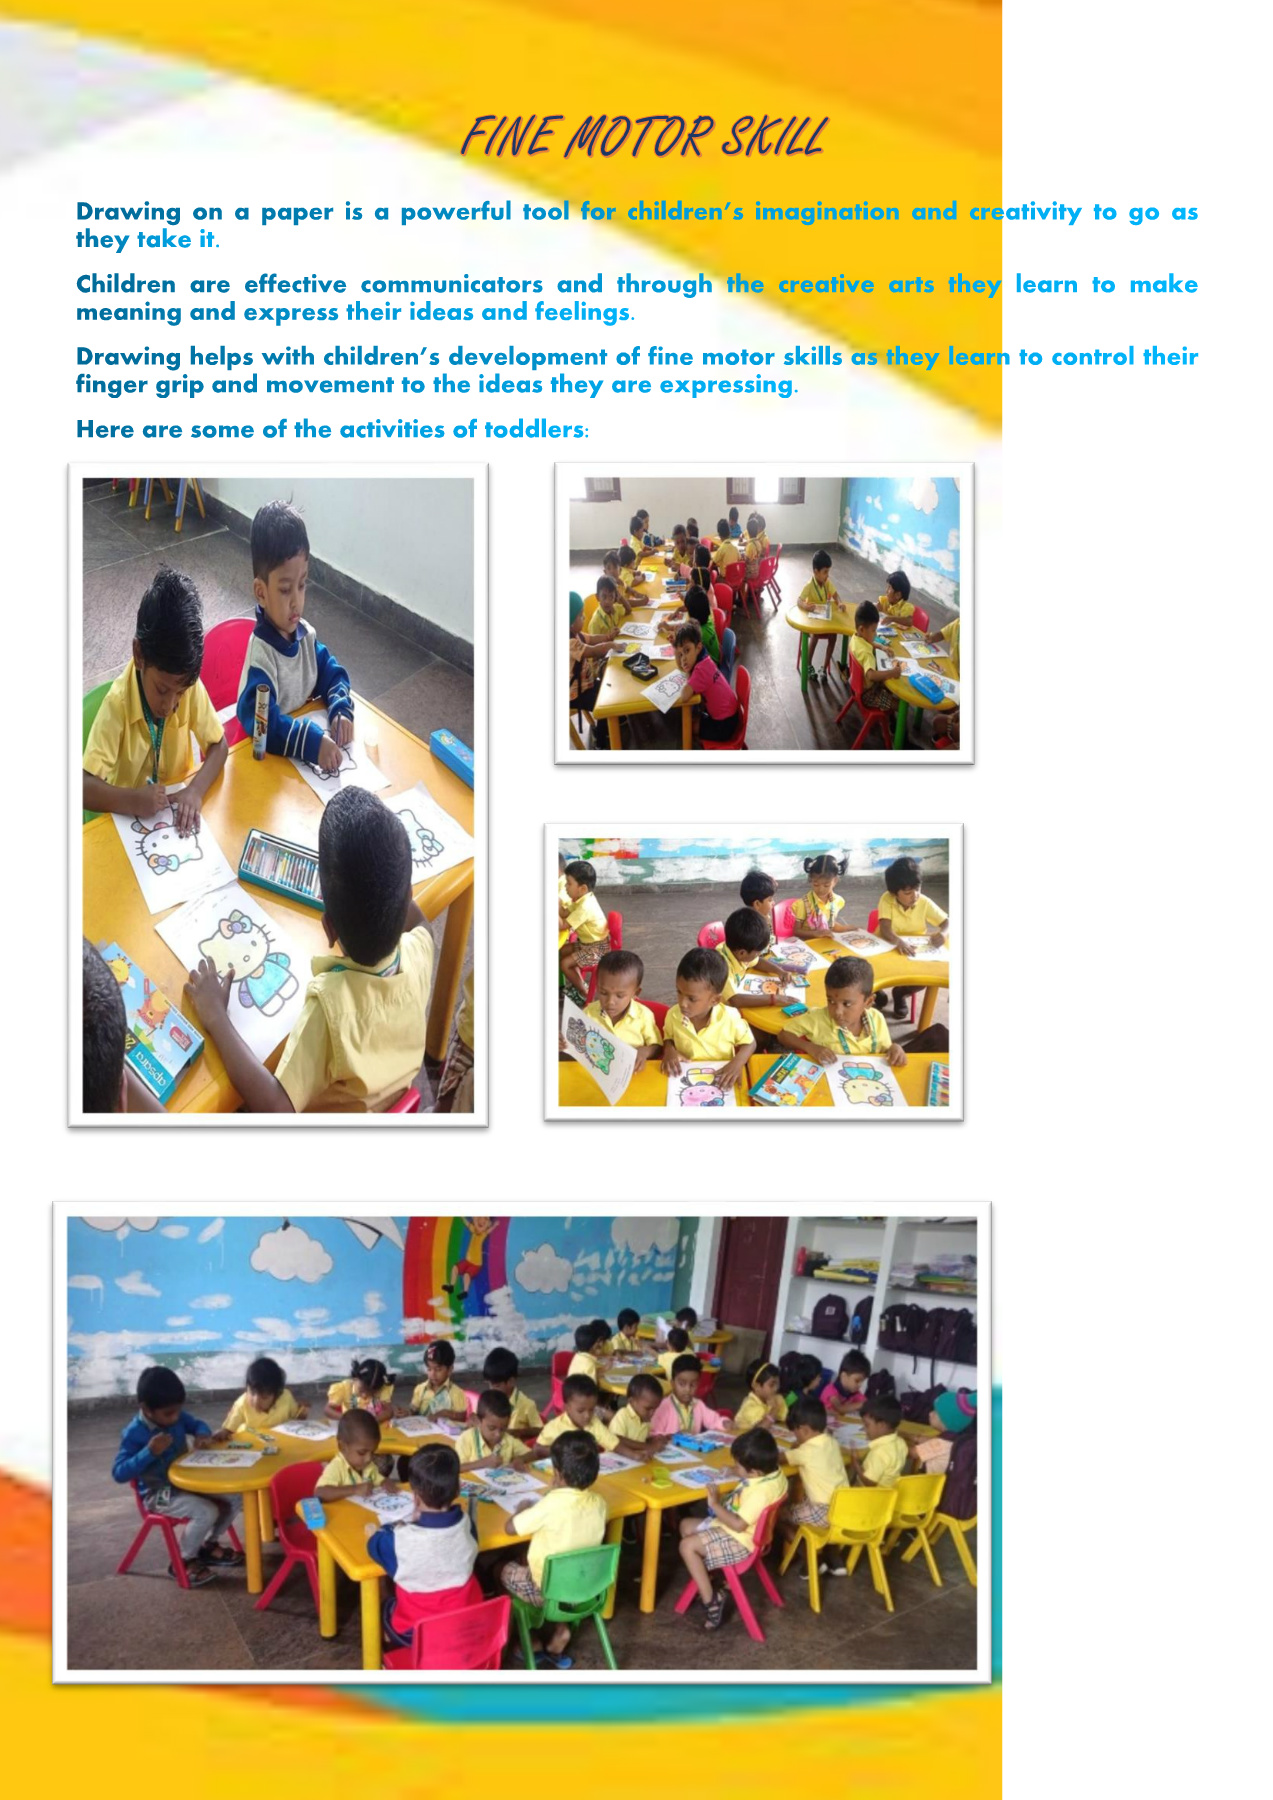 FINE MOTOR SKILL
Drawing on a paper is a powerful tool for children's imagination and creativity to go as
they take it.
Children are effective communicators and through the creative arts they learn to make
meaning and express their ideas and feelings.
Drawing helps with children's development of fine motor skills as they learn to control their
finger grip and movement to the ideas they are expressing.
Here are some of the activities of toddlers:
apsara